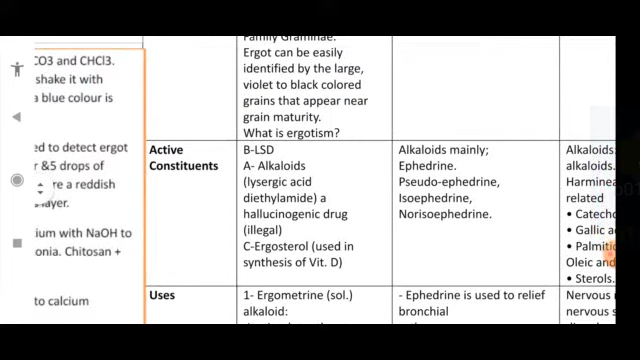 CO3 and CHCl3.
shake it with
a blue colour is
ed to detect ergot
r &5 drops of
re a reddish
layer.
ium with NaOH to
onia. Chitosan +
to calcium
Family Graminae.
Ergot can be easily
identified by the large,
violet to black colored
grains that appear near
grain maturity.
What is ergotism?
Active
Constituents
B-LSD
A- Alkaloids
(lysergic acid
diethylamide) a
hallucinogenic drug
(illegal)
C-Ergosterol (used in
synthesis of Vit. D)
Alkaloids mainly;
Ephedrine.
Pseudo-ephedrine,
Isoephedrine,
Norisoephedrine.
Alkaloids:
alkaloids.
Harminea
related
• Catech
• Gallic a
• Palmiti
Oleic and
• Sterols.
Uses
1- Ergometrine (sol.)
alkaloid:
- Ephedrine is used to relief
bronchial
Nervous
nervous s